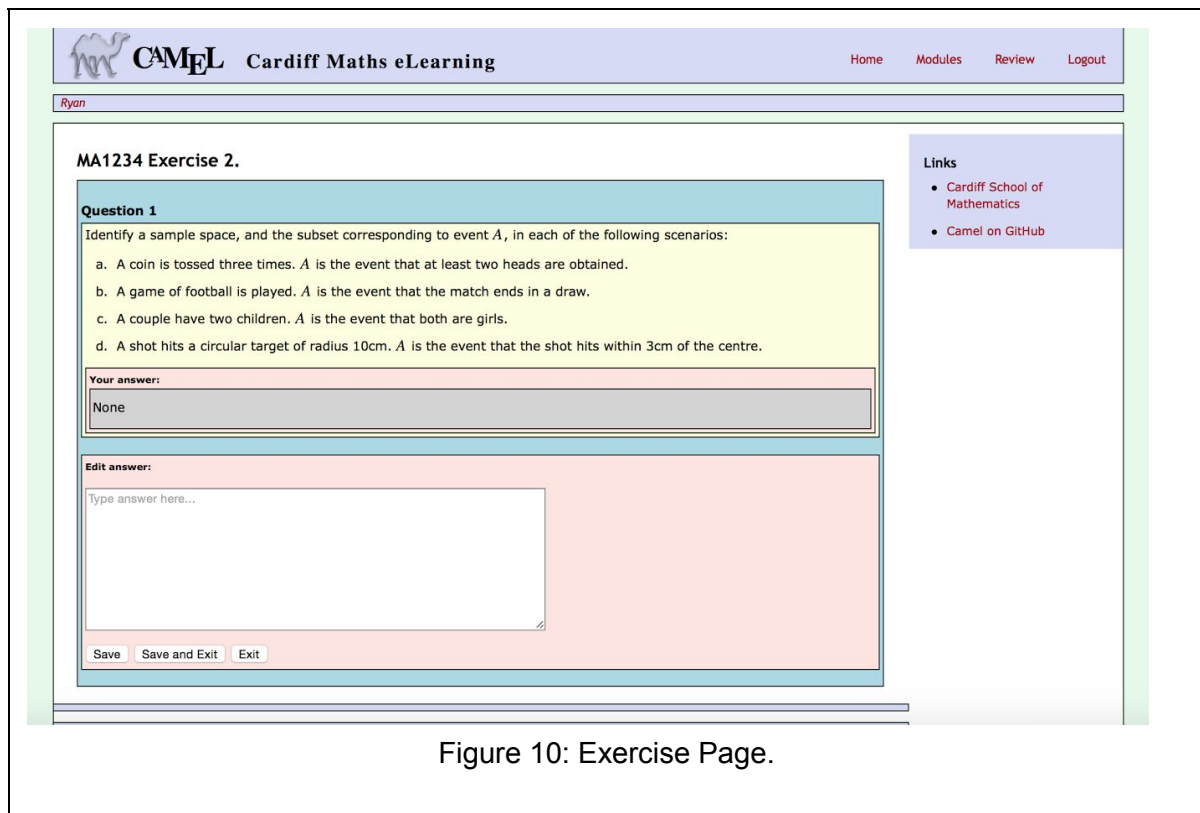 CAMEL Cardiff Maths eLearning
Home Modules Review Logout
Ryan
MA1234 Exercise 2.
Question 1
Identify a sample space, and the subset corresponding to event A, in each of the following scenarios:
a. A coin is tossed three times. A is the event that at least two heads are obtained.
b. A game of football is played. A is the event that the match ends in a draw.
c. A couple have two children. A is the event that both are girls.
d. A shot hits a circular target of radius 10cm. A is the event that the shot hits within 3cm of the centre.
Your answer:
None
Edit answer:
Type answer here...
Save Save and Exit Exit
Links
• Cardiff School of
Mathematics
• Camel on GitHub
Figure 10: Exercise Page.